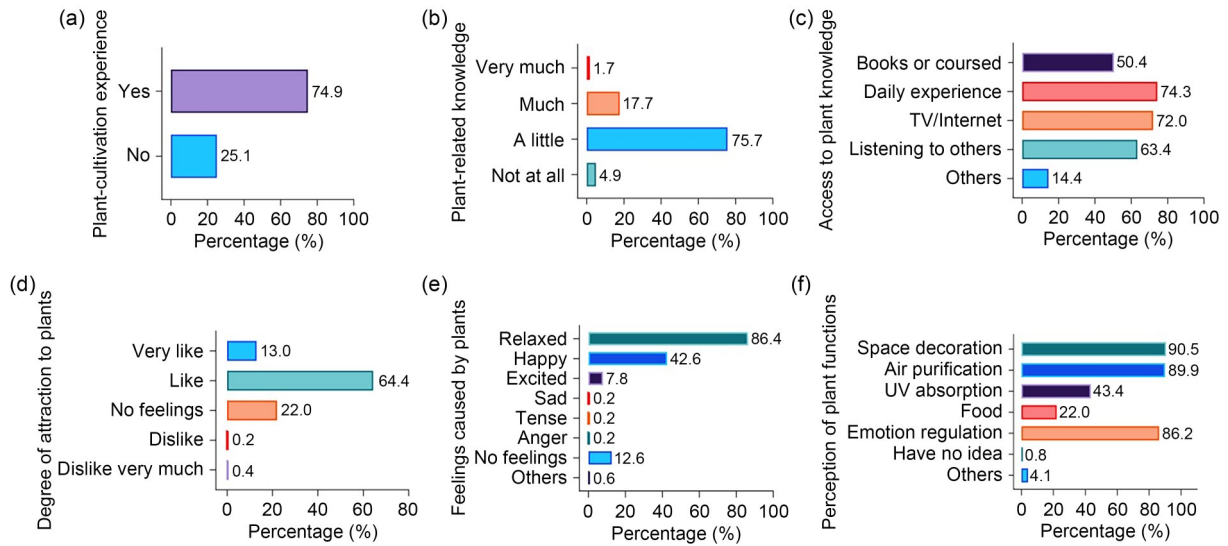 (a)
Plant-cultivation experience
Yes
74.9
No
25.1
0 20 40 60 80 100
Percentage (%)
(b)
Plant-related knowledge
Very much
1.7
Much
17.7
A little
75.7
Not at all
4.9
0 20 40 60 80 100
Percentage (%)
(c)
Access to plant knowledge
Books or coursed
50.4
Daily experience
74.3
TV/Internet
72.0
Listening to others
63.4
Others
14.4
0 20 40 60 80 100
Percentage (%)
(d)
Degree of attraction to plants
Very like
13.0
Like
64.4
No feelings
22.0
Dislike
0.2
Dislike very much
0.4
0 20 40 60 80
Percentage (%)
(e)
Feelings caused by plants
Relaxed
86.4
Happy
42.6
Excited
7.8
Sad
0.2
Tense
0.2
Anger
0.2
No feelings
12.6
Others
0.6
0 20 40 60 80 100
Percentage (%)
(f)
Perception of plant functions
Space decoration
90.5
Air purification
89.9
UV absorption
43.4
Food
22.0
Emotion regulation
86.2
Have no idea
0.8
Others
4.1
0 20 40 60 80 100
Percentage (%)